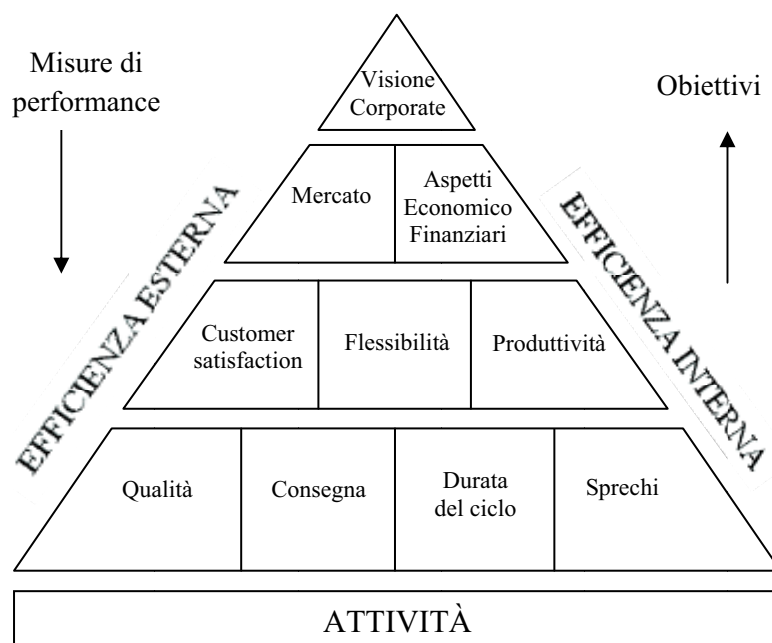 Misure di
performance
Obiettivi
Visione
Corporate
EFFICIENZA ESTERNA
EFFICIENZA INTERNA
Mercato
Aspetti
Economico
Finanziari
Customer
satisfaction
Flessibilità
Produttività
Qualità
Consegna
Durata
del ciclo
Sprechi
ATTIVITÀ